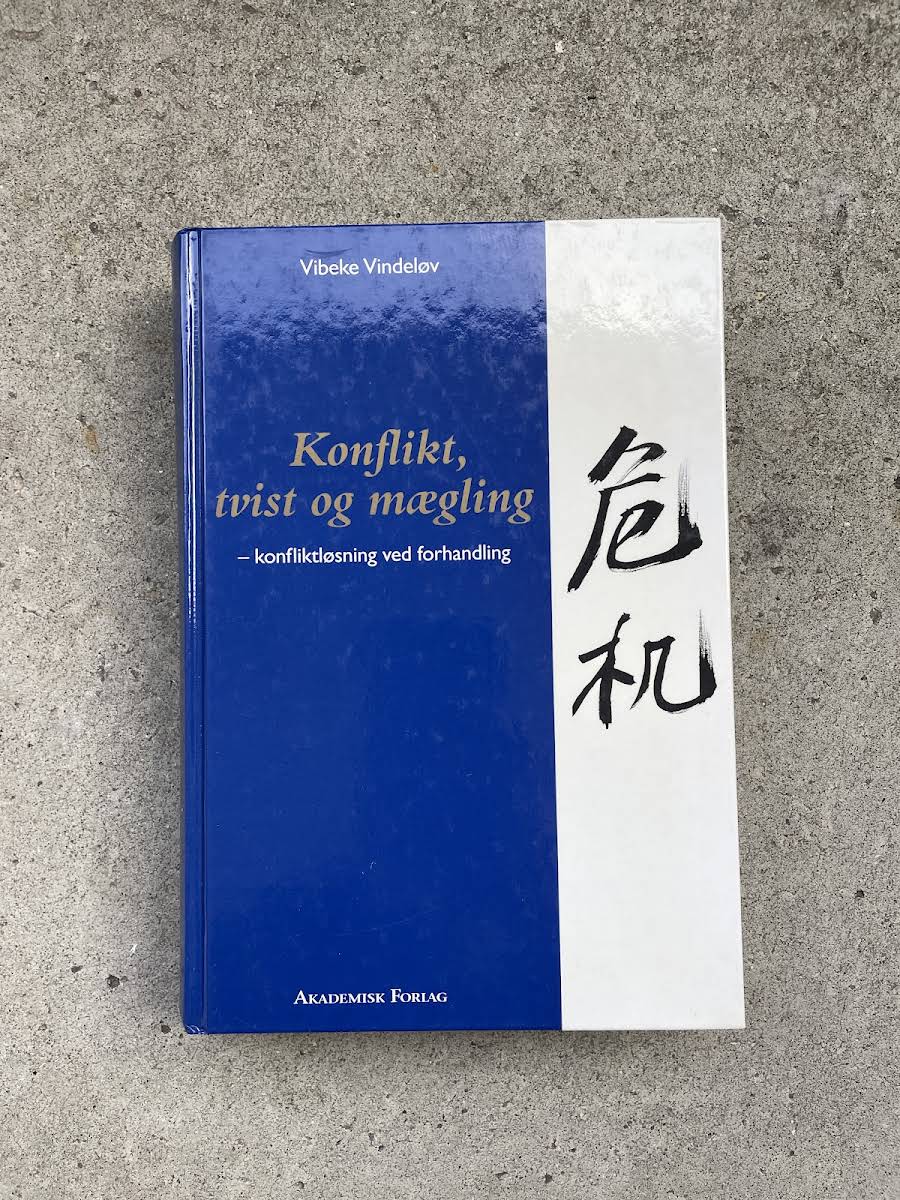 Vibeke Vindeløv
Konflikt,
tvist og mægling
– konfliktløsning ved forhandling
危
机
AKADEMISK FORLAG